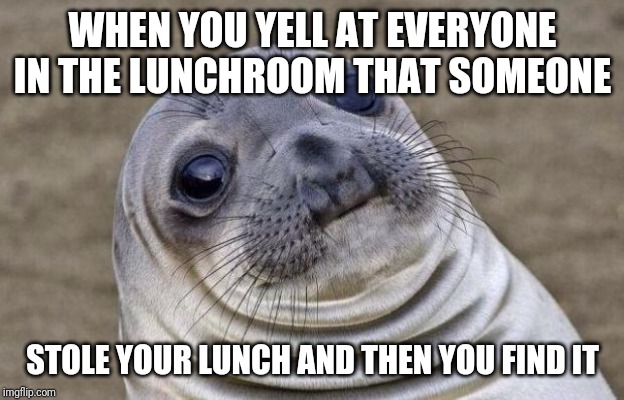 WHEN YOU YELL AT EVERYONE
IN THE LUNCHROOM THAT SOMEONE
STOLE YOUR LUNCH AND THEN YOU FIND IT
imgflip.com